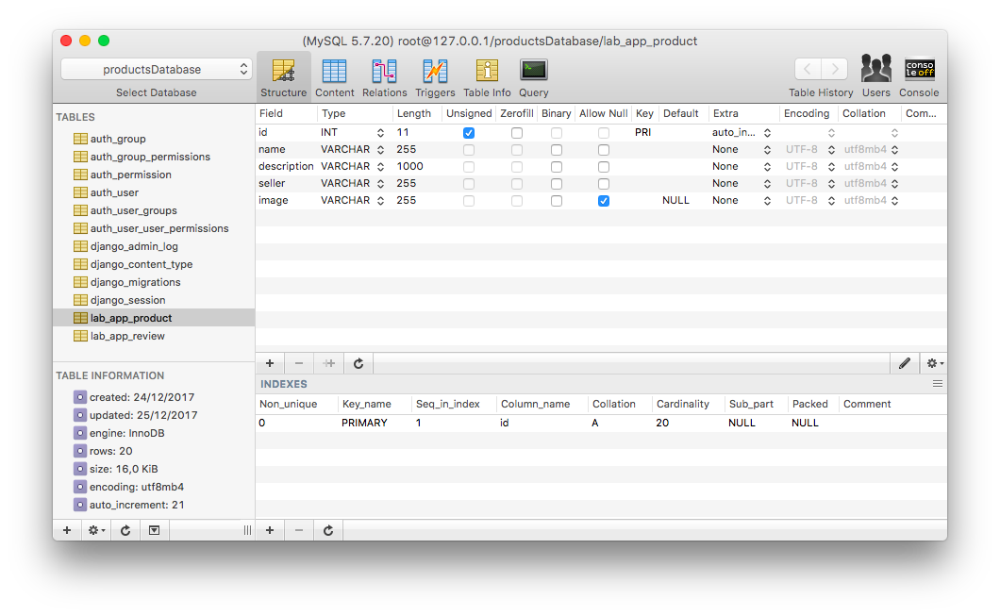 (MySQL 5.7.20) root@127.0.0.1/productsDatabase/lab_app_product
productsDatabase
Select Database
Structure Content Relations Triggers Table Info Query
Table History Users Console
conso
le off
TABLES
auth_group
auth_group_permissions
auth_permission
auth_user
auth_user_groups
auth_user_user_permissions
django_admin_log
django_content_type
django_migrations
django_session
lab_app_product
lab_app_review
TABLE INFORMATION
created: 24/12/2017
updated: 25/12/2017
engine: InnoDB
rows: 20
size: 16,0 KiB
encoding: utf8mb4
auto_increment: 21
Field Type Length Unsigned Zerofill Binary Allow Null Key Default Extra Encoding Collation Com...
id INT 11 PRI auto_in...
name VARCHAR 255 None UTF-8 utf8mb4
description VARCHAR 1000 None UTF-8 utf8mb4
seller VARCHAR 255 None UTF-8 utf8mb4
image VARCHAR 255 NULL None UTF-8 utf8mb4
INDEXES
Non_unique Key_name Seq_in_index Column_name Collation Cardinality Sub_part Packed Comment
0 PRIMARY 1 id A 20 NULL NULL